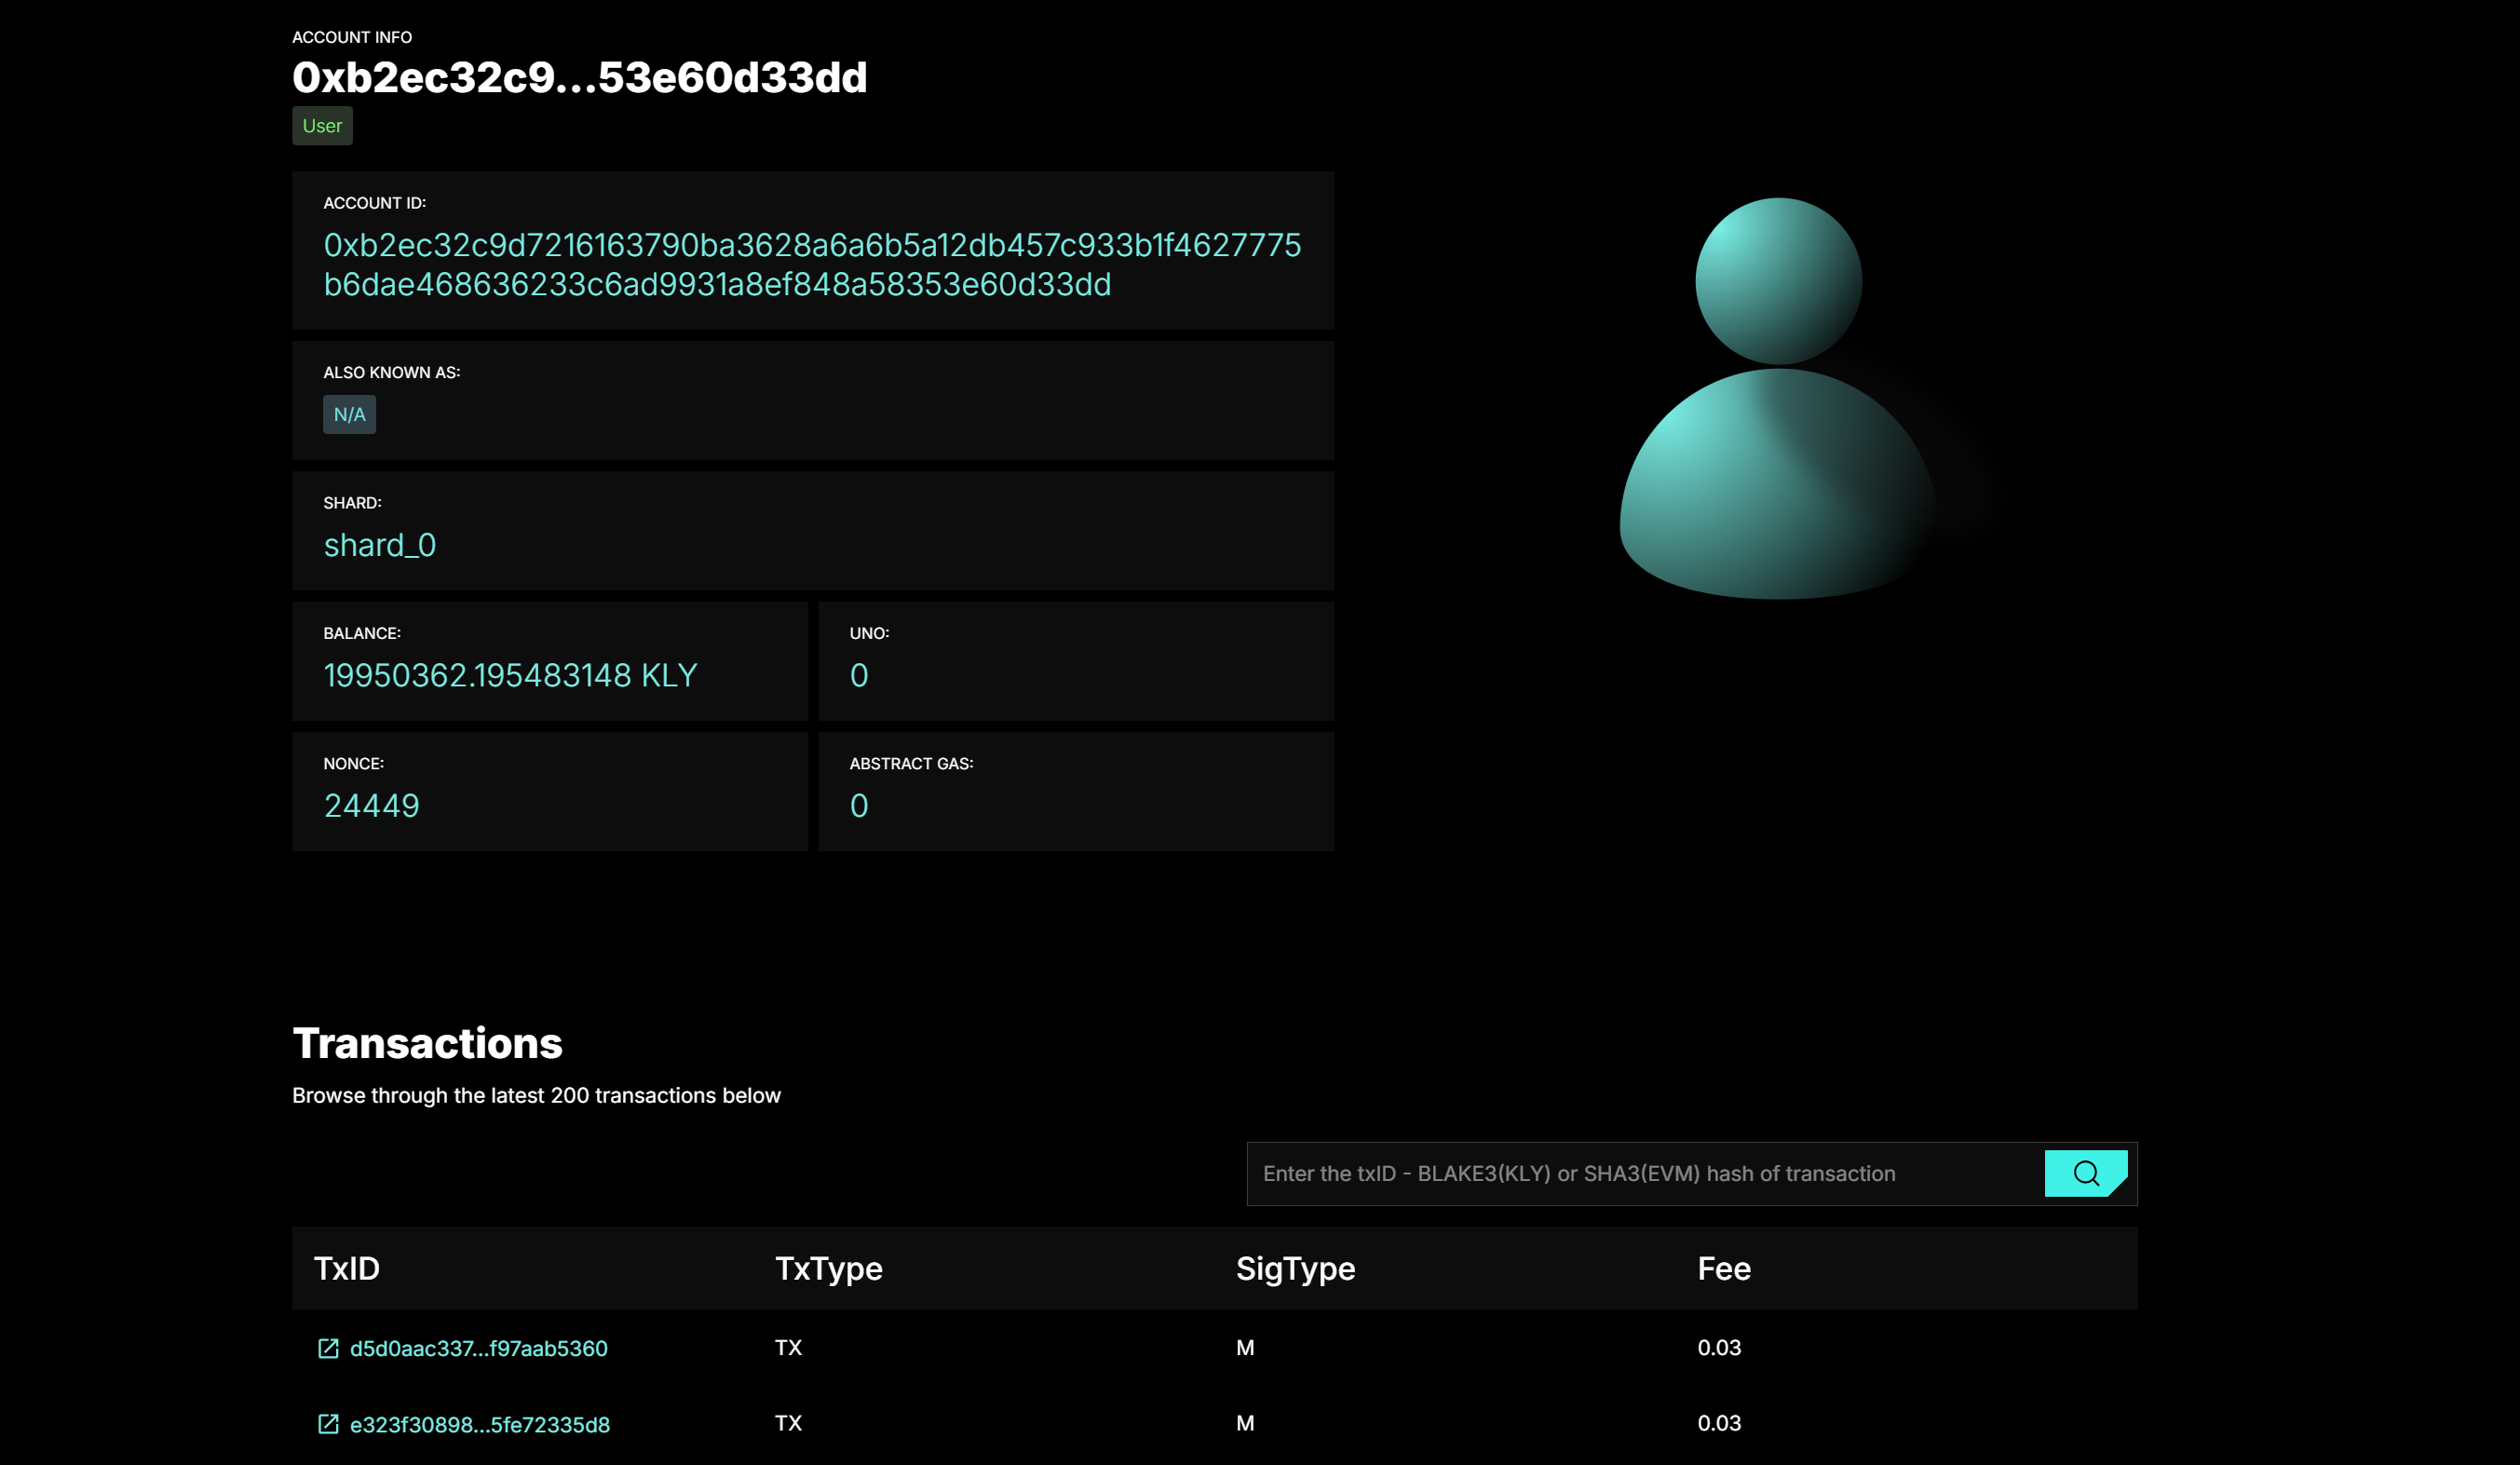 ACCOUNT INFO
0xb2ec32c9...53e60d33dd
User
ACCOUNT ID:
0xb2ec32c9d7216163790ba3628a6a6b5a12db457c933b1f4627775
b6dae468636233c6ad9931a8ef848a58353e60d33dd
ALSO KNOWN AS:
N/A
SHARD:
shard_0
BALANCE:
19950362.195483148 KLY
UNO:
0
NONCE:
24449
ABSTRACT GAS:
0
Transactions
Browse through the latest 200 transactions below
Enter the txID - BLAKE3(KLY) or SHA3(EVM) hash of transaction
TxID TxType SigType Fee
d5d0aac337...f97aab5360 TX M 0.03
e323f30898...5fe72335d8 TX M 0.03